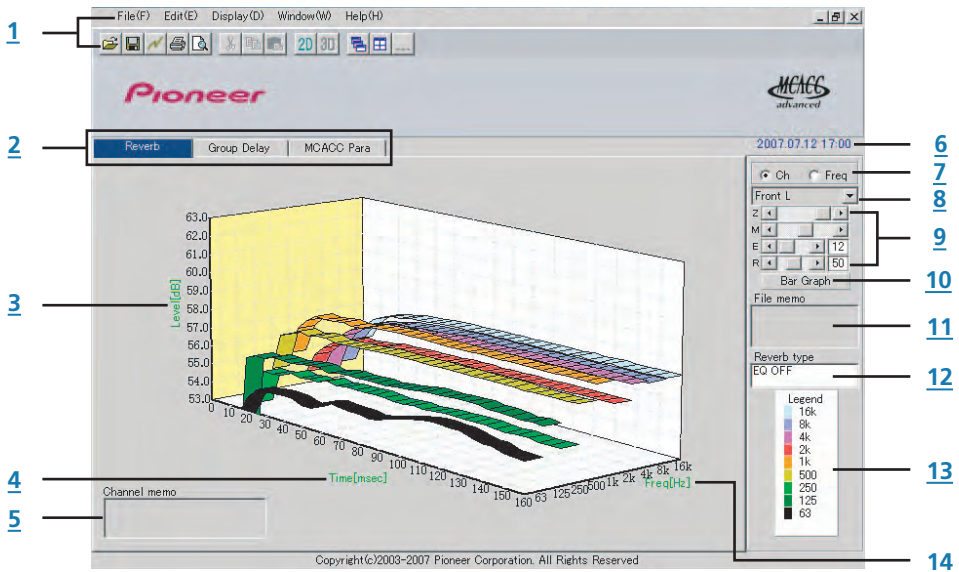 File(F) Edit(E) Display(D) Window(W) Help(H)
1
2D 3D
Pioneer
MCACC
advanced
2
Reverb Group Delay MCACC Para
2007.07.12 17:00
6
Ch Freq
7
Front L
8
Z
M
E 12
R 50
9
Bar Graph
10
File memo
11
Reverb type
EQ OFF
12
Legend
16k
8k
4k
2k
1k
500
250
125
63
13
3
Level[dB]
63.0
62.0
61.0
60.0
59.0
58.0
57.0
56.0
55.0
54.0
53.0
0 10 20 30 40 50 60 70 80 90 100 110 120 130 140 150 160
63 125 250 500 1k 2k 4k 8k 16k
4
Time[msec]
Freq[Hz]
Channel memo
5
14
Copyright(c)2003-2007 Pioneer Corporation. All Rights Reserved